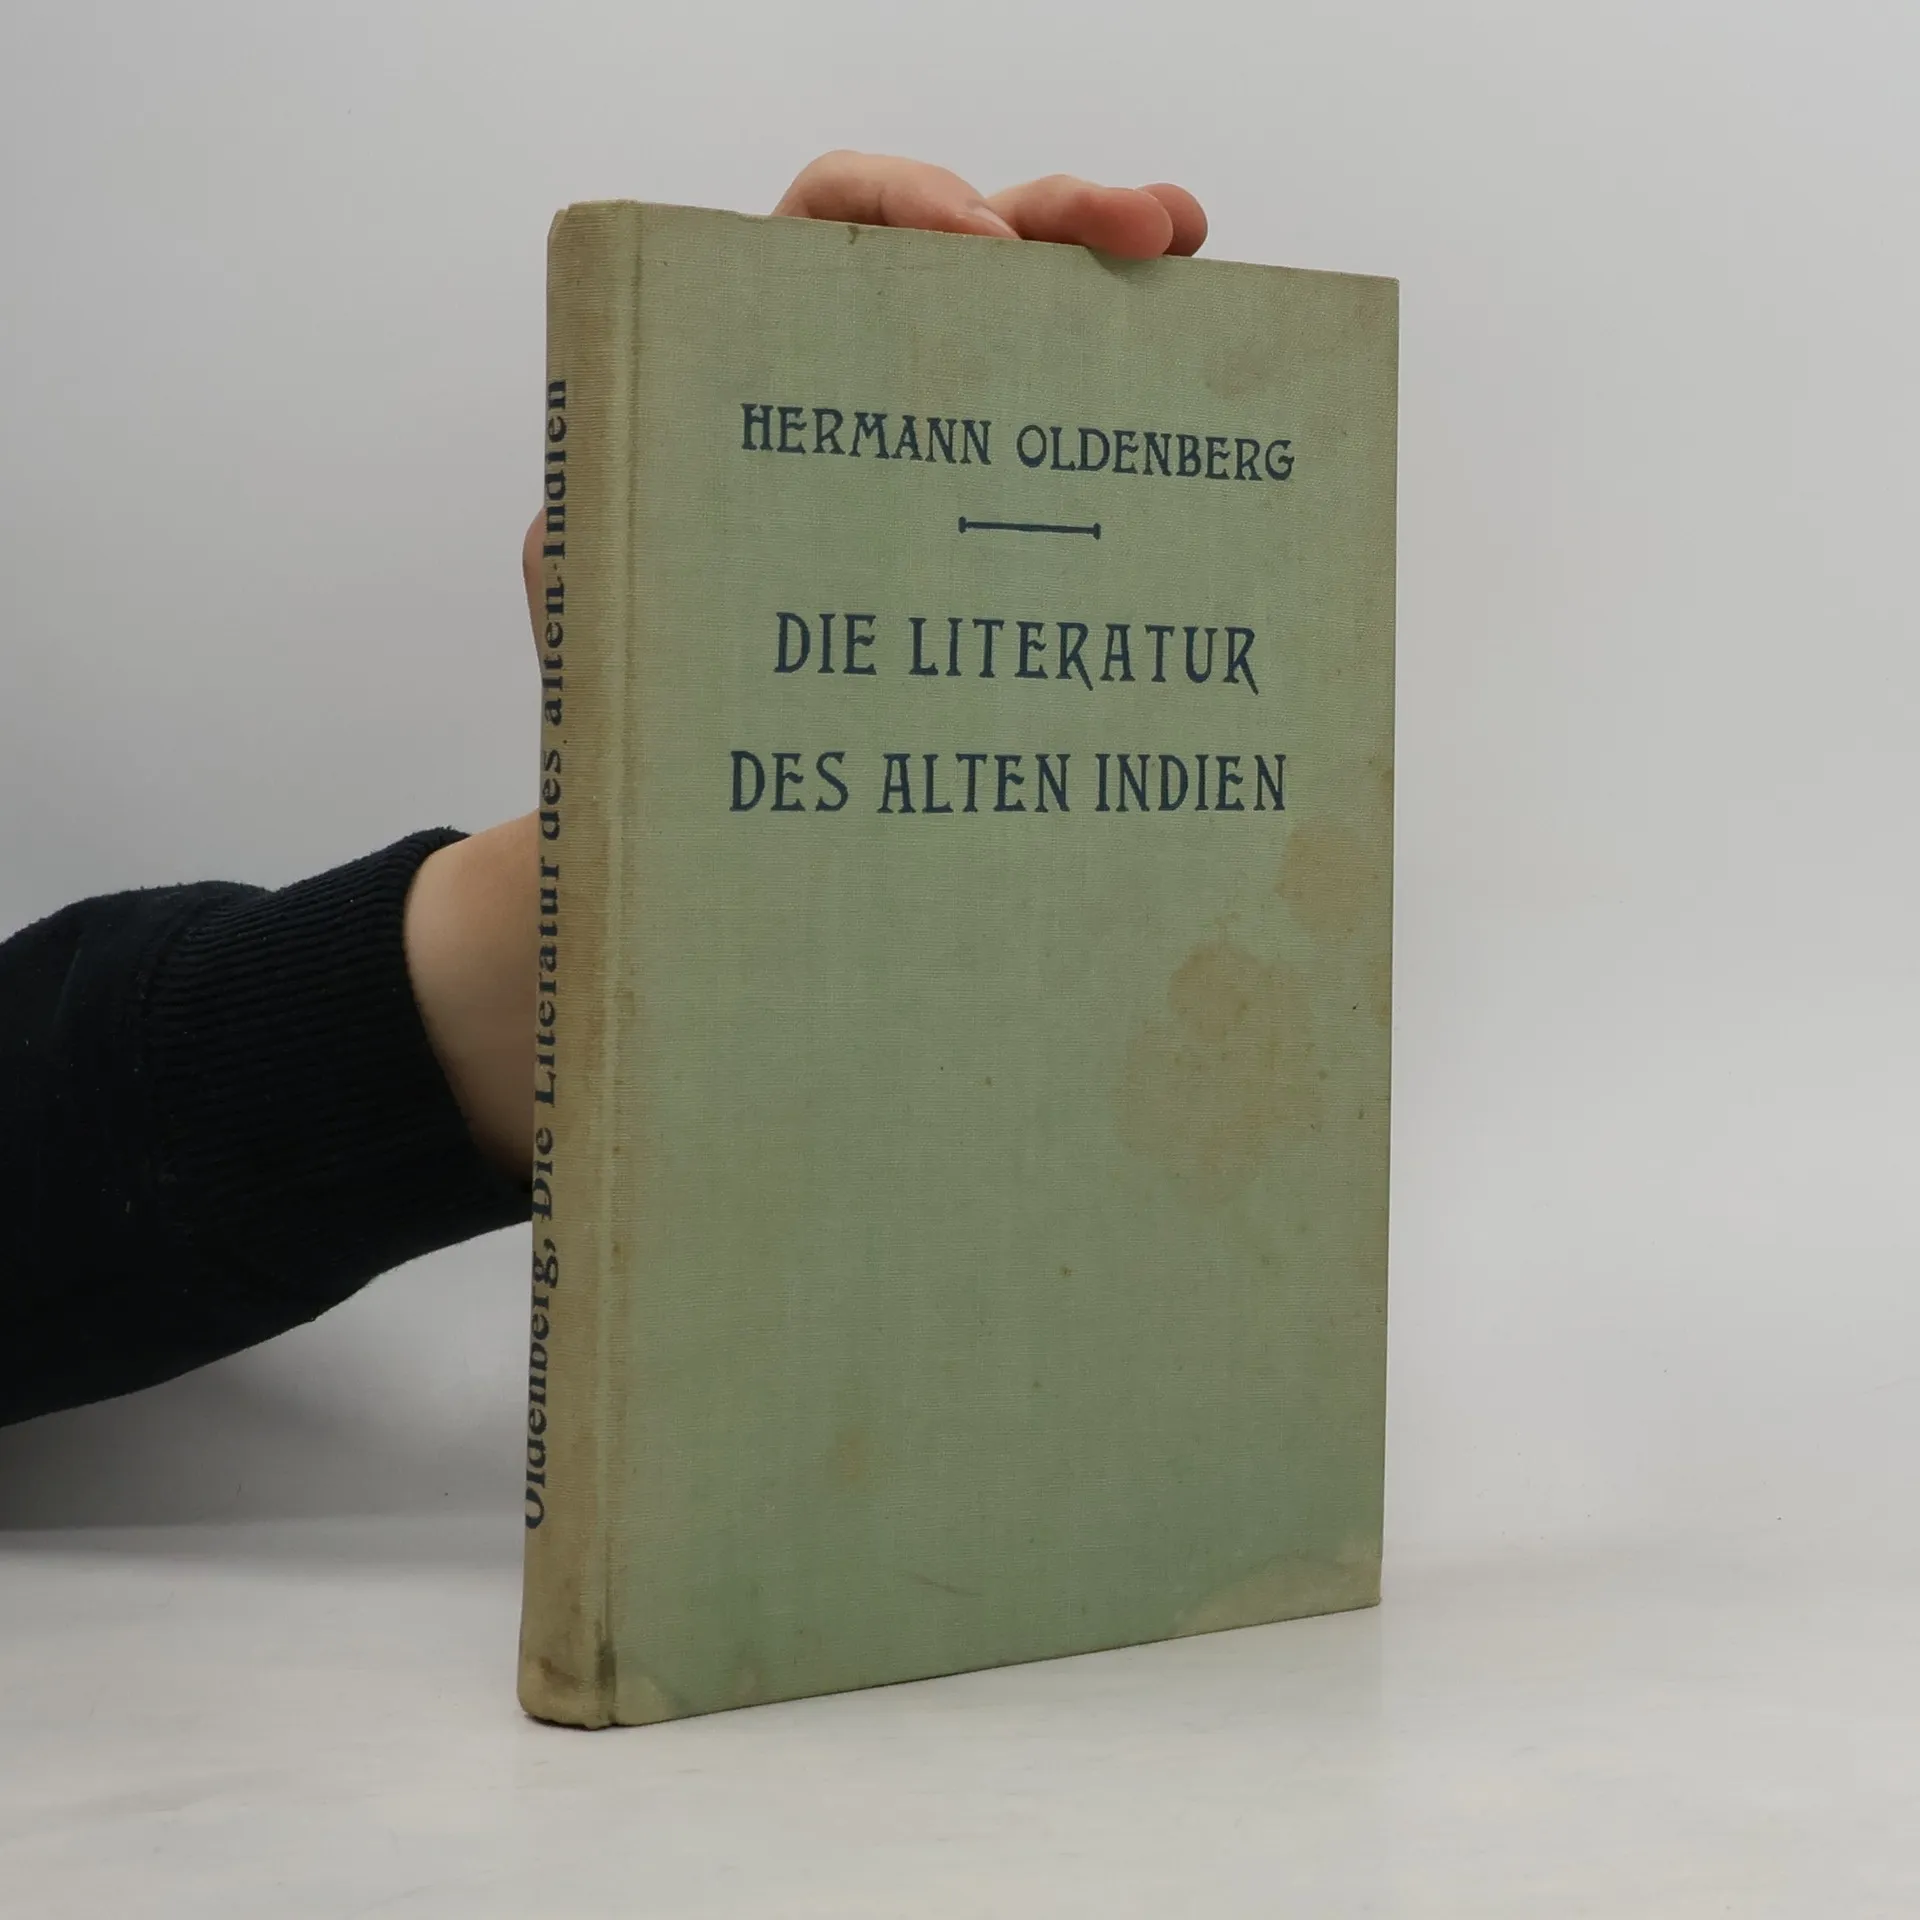 HERMANN OLDENBERG
DIE LITERATUR
DES ALTEN INDIEN
Oldenberg, Die Literatur des alten Indien